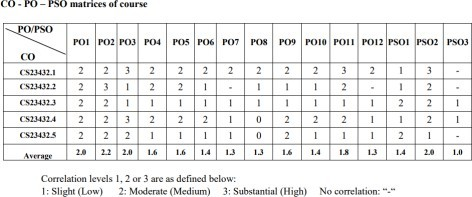 CO - PO – PSO matrices of course
PO/PSO
CO
PO1 PO2 PO3 PO4 PO5 PO6 PO7 PO8 PO9 PO10 PO11 PO12 PSO1 PSO2 PSO3
CS23432.1 2 2 3 2 2 2 2 2 2 2 3 2 1 3 -
CS23432.2 2 3 1 2 2 1 - 1 1 1 2 - 1 2 -
CS23432.3 2 2 1 1 1 1 1 1 1 1 1 1 2 2 1
CS23432.4 2 2 3 2 2 2 1 0 2 2 2 1 1 2 1
CS23432.5 2 2 2 1 1 1 1 0 2 1 1 1 2 1 -
Average 2.0 2.2 2.0 1.6 1.6 1.4 1.3 1.3 1.6 1.4 1.8 1.3 1.4 2.0 1.0
Correlation levels 1, 2 or 3 are as defined below:
1: Slight (Low) 2: Moderate (Medium) 3: Substantial (High) No correlation: “-“